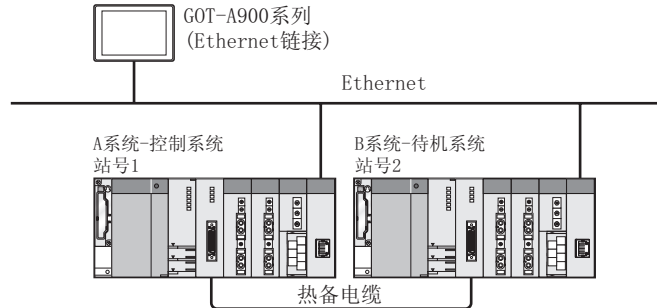 GOT-A900系列
(Ethernet链接)
Ethernet
A系统-控制系统
站号1
B系统-待机系统
站号2
热备电缆